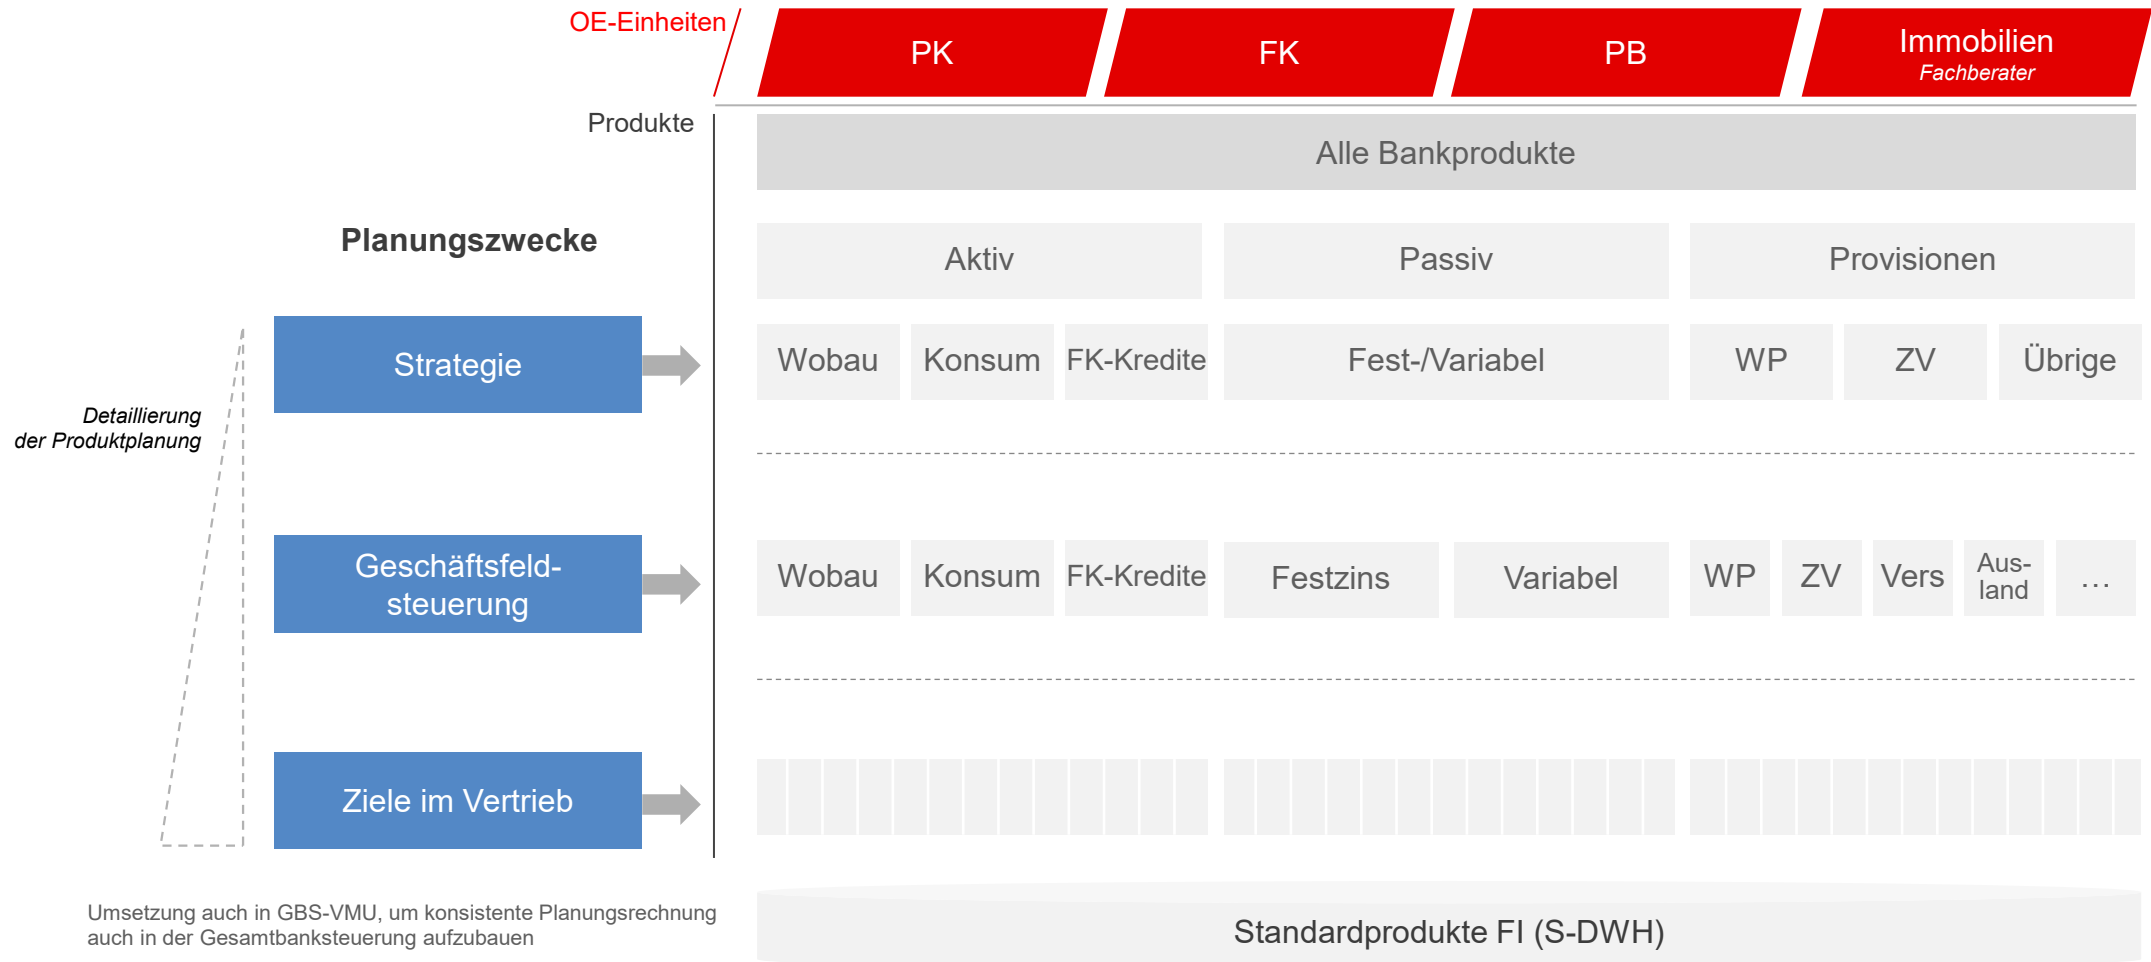 OE-Einheiten
PK
FK
PB
Immobilien
Fachberater
Produkte
Alle Bankprodukte
Planungszwecke
Aktiv
Passiv
Provisionen
Strategie
Wobau
Konsum
FK-Kredite
Fest-/Variabel
WP
ZV
Übrige
Detaillierung
der Produktplanung
Geschäftsfeld-
steuerung
Wobau
Konsum
FK-Kredite
Festzins
Variabel
WP
ZV
Vers
Aus-
land
…
Ziele im Vertrieb
Umsetzung auch in GBS-VMU, um konsistente Planungsrechnung
auch in der Gesamtbanksteuerung aufzubauen
Standardprodukte FI (S-DWH)